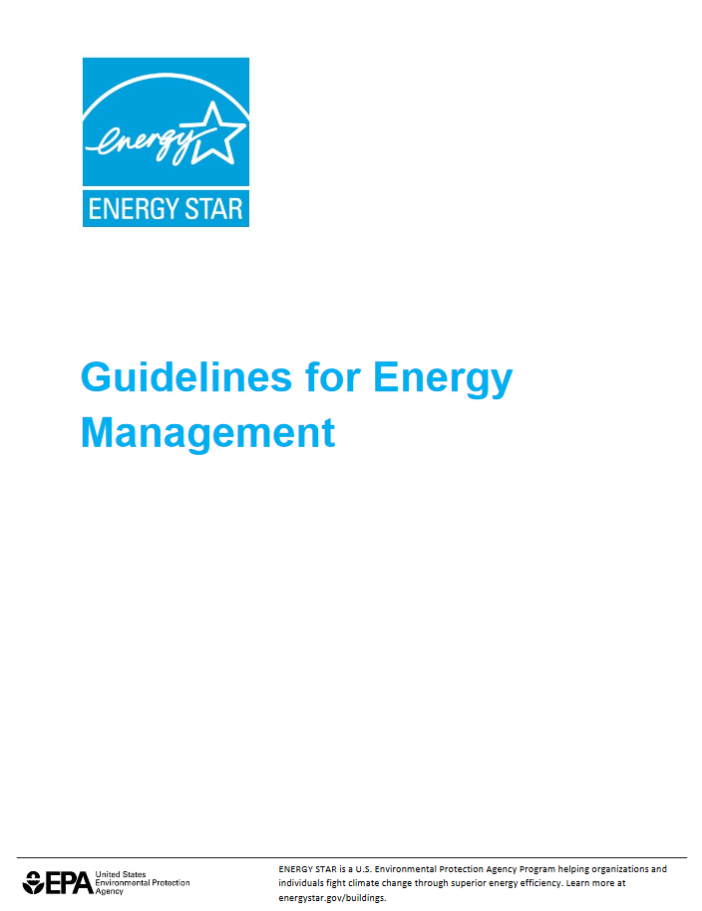 energy
ENERGY STAR
Guidelines for Energy
Management
EPA
United States
Environmental Protection
Agency
ENERGY STAR is a U.S. Environmental Protection Agency Program helping organizations and
individuals fight climate change through superior energy efficiency. Learn more at
energystar.gov/buildings.